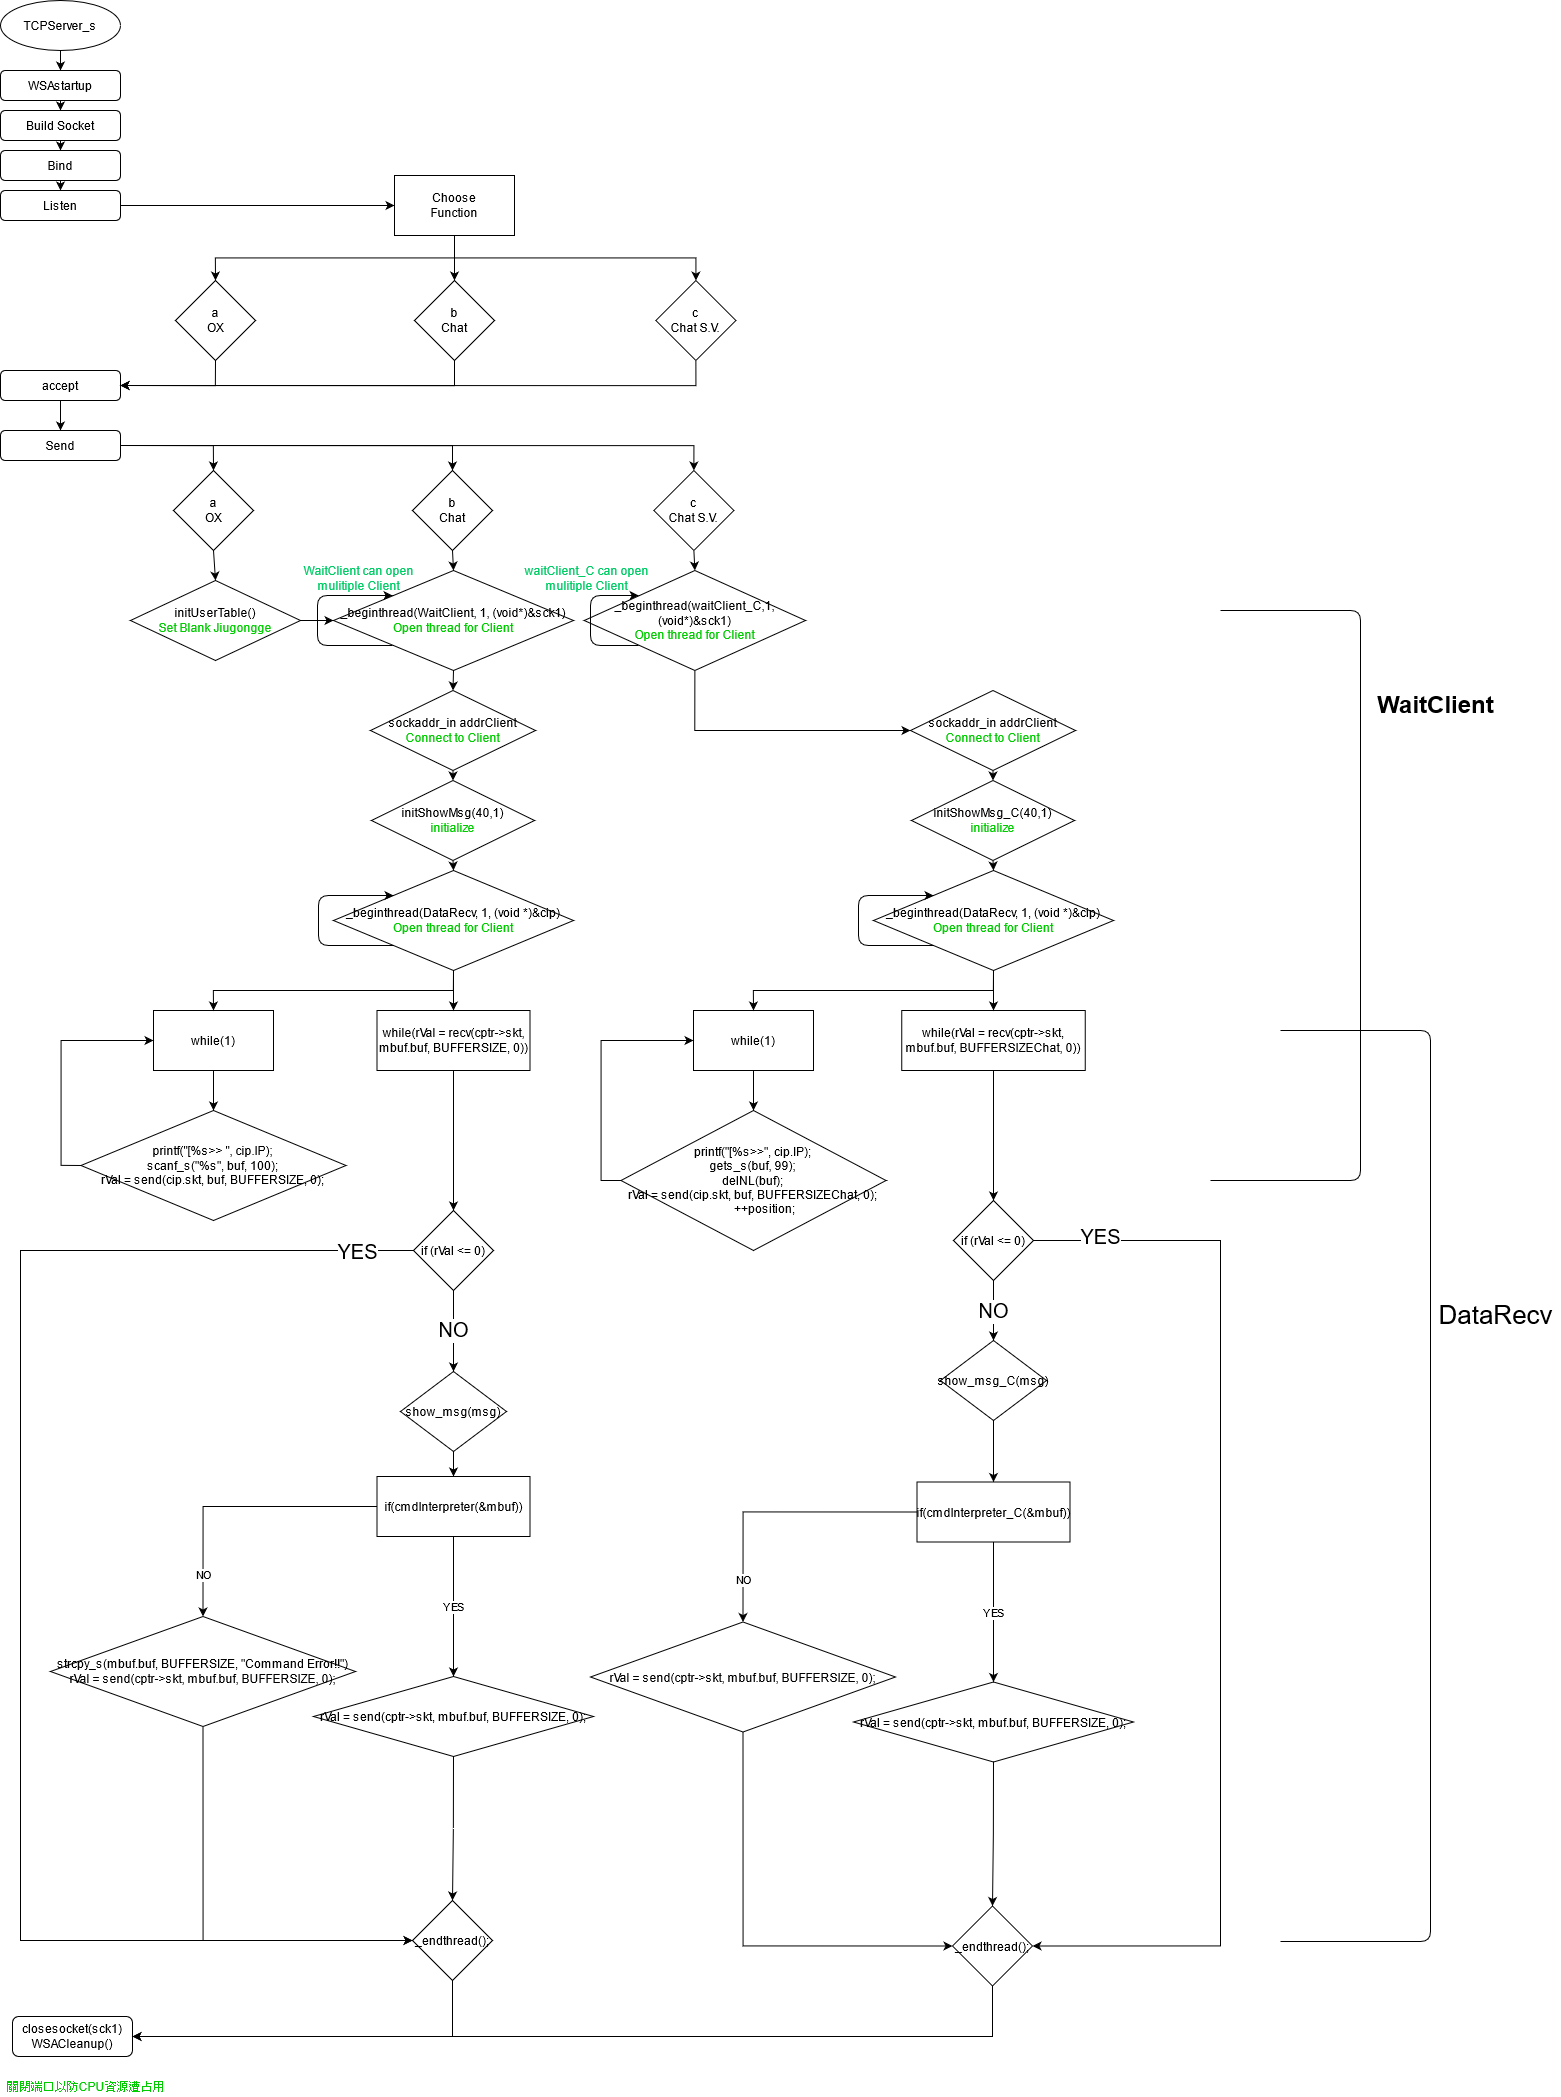 TCPServer_s
WSAstartup
Build Socket
Bind
Listen
Choose
Function
a
OX
b
Chat
c
Chat S.V.
accept
Send
a
OX
b
Chat
c
Chat S.V.
WaitClient can open
mulitiple Client
waitClient_C can open
mulitiple Client
initUserTable()
Set Blank Jiugongge
_beginthread(WaitClient, 1, (void*)&sck1)
Open thread for Client
_beginthread(waitClient_C,1,
(void*)&sck1)
Open thread for Client
WaitClient
sockaddr_in addrClient
Connect to Client
sockaddr_in addrClient
Connect to Client
initShowMsg(40,1)
initialize
initShowMsg_C(40,1)
initialize
_beginthread(DataRecv, 1, (void *)&cIp)
Open thread for Client
_beginthread(DataRecv, 1, (void *)&cIp)
Open thread for Client
while(1)
while(rVal = recv(cptr->skt,
mbuf.buf, BUFFERSIZE, 0))
while(1)
while(rVal = recv(cptr->skt,
mbuf.buf, BUFFERSIZEChat, 0))
printf("[%s>> ", cip.IP);
scanf_s("%s", buf, 100);
rVal = send(cip.skt, buf, BUFFERSIZE, 0);
printf("[%s>>", cip.IP);
gets_s(buf, 99);
delNL(buf);
rVal = send(cip.skt, buf, BUFFERSIZEChat, 0);
++position;
YES
if (rVal <= 0)
if (rVal <= 0)
YES
NO
NO
DataRecv
show_msg(msg)
show_msg_C(msg)
if(cmdInterpreter(&mbuf))
if(cmdInterpreter_C(&mbuf))
NO
YES
NO
YES
strcpy_s(mbuf.buf, BUFFERSIZE, "Command Error!!")
rVal = send(cptr->skt, mbuf.buf, BUFFERSIZE, 0);
rVal = send(cptr->skt, mbuf.buf, BUFFERSIZE, 0);
rVal = send(cptr->skt, mbuf.buf, BUFFERSIZE, 0);
rVal = send(cptr->skt, mbuf.buf, BUFFERSIZE, 0);
_endthread();
_endthread();
closesocket(sck1)
WSACleanup()
關閉端口以防CPU資源遭占用